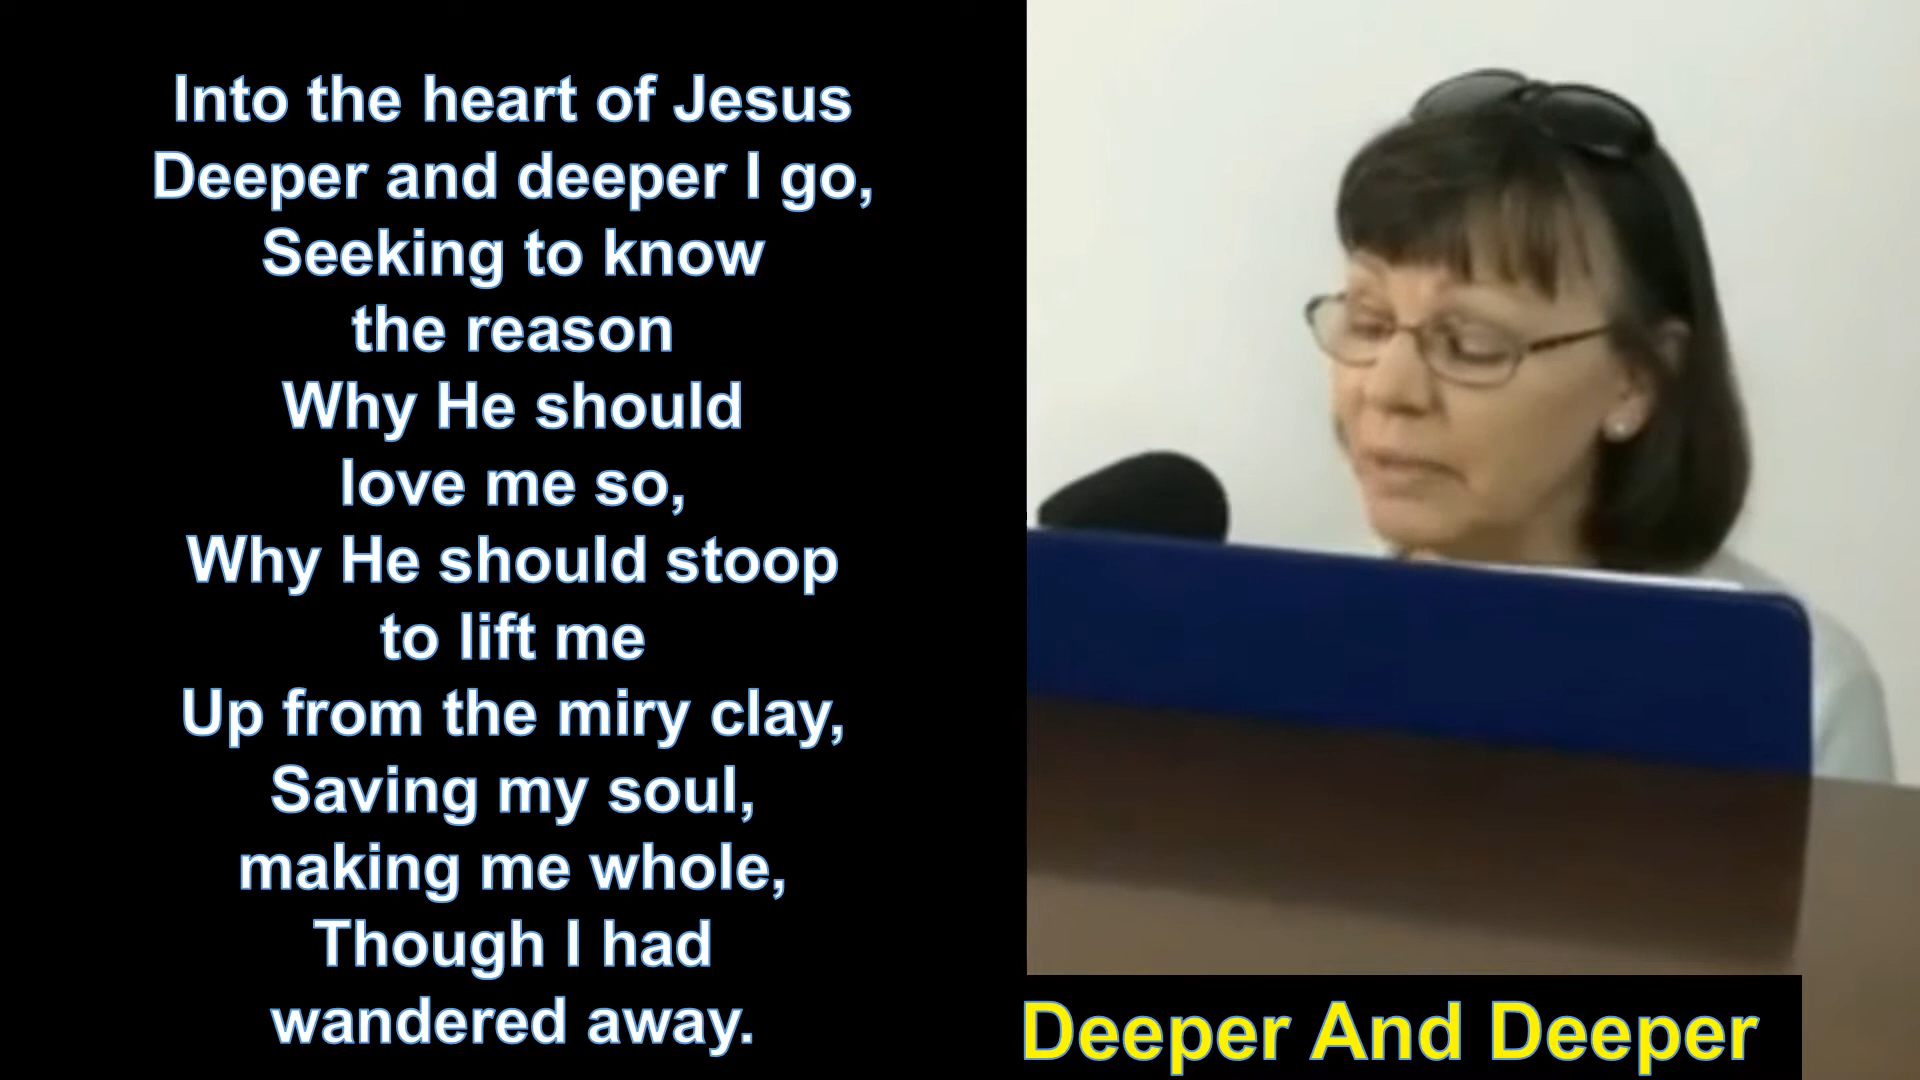 Into the heart of Jesus
Deeper and deeper I go,
Seeking to know
the reason
Why He should
love me so,
Why He should stoop
to lift me
Up from the miry clay,
Saving my soul,
making me whole,
Though I had
wandered away.
Deeper And Deeper